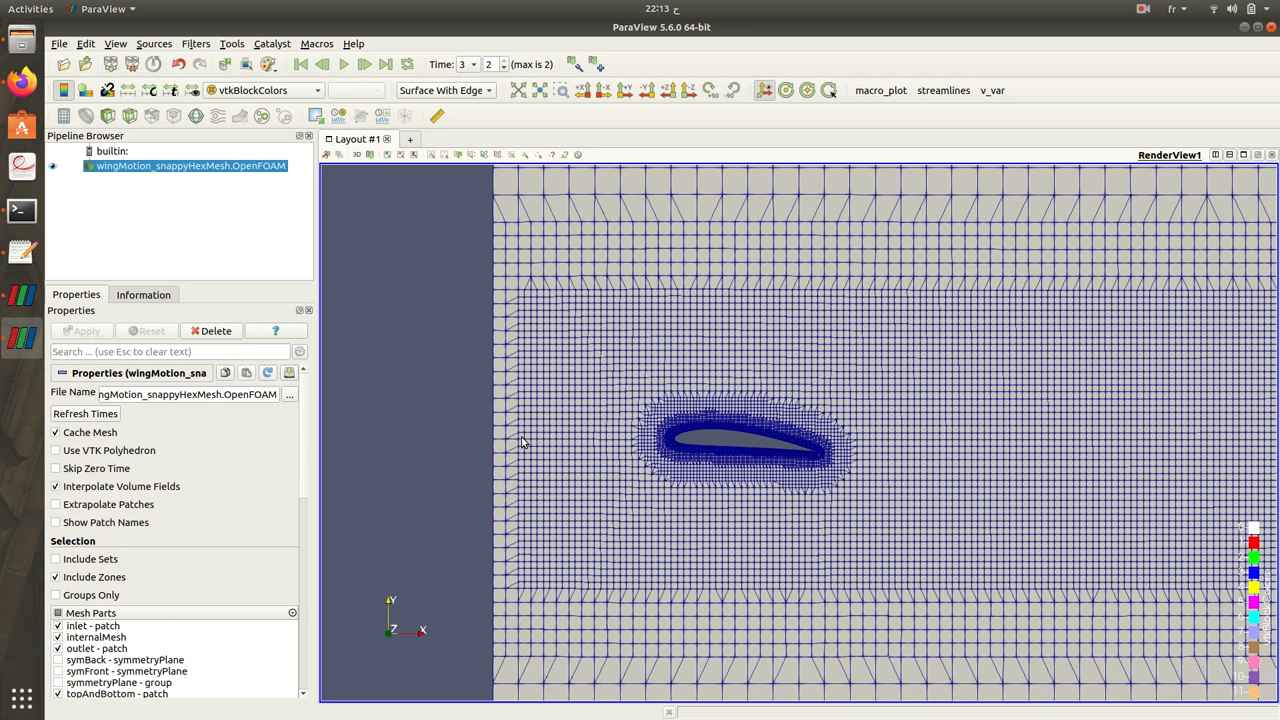 Activities
ParaView
22:13 ح
fr
ParaView 5.6.0 64-bit
File Edit View Sources Filters Tools Catalyst Macros Help
Time: 3 2 (max is 2)
vtkBlockColors
Surface With Edge
macro_plot streamlines v_var
Pipeline Browser
builtin:
wingMotion_snappyHexMesh.OpenFOAM
Layout #1
3D
RenderView1
Properties Information
Properties
Apply Reset Delete ?
Search ... (use Esc to clear text)
Properties (wingMotion_sna
File Name ngMotion_snappyHexMesh.OpenFOAM ...
Refresh Times
Cache Mesh
Use VTK Polyhedron
Skip Zero Time
Interpolate Volume Fields
Extrapolate Patches
Show Patch Names
Selection
Include Sets
Include Zones
Groups Only
Mesh Parts
inlet - patch
internalMesh
outlet - patch
symBack - symmetryPlane
symFront - symmetryPlane
symmetryPlane - group
topAndBottom - patch
Y
Z
X
9
10
11
vtkBlockColors